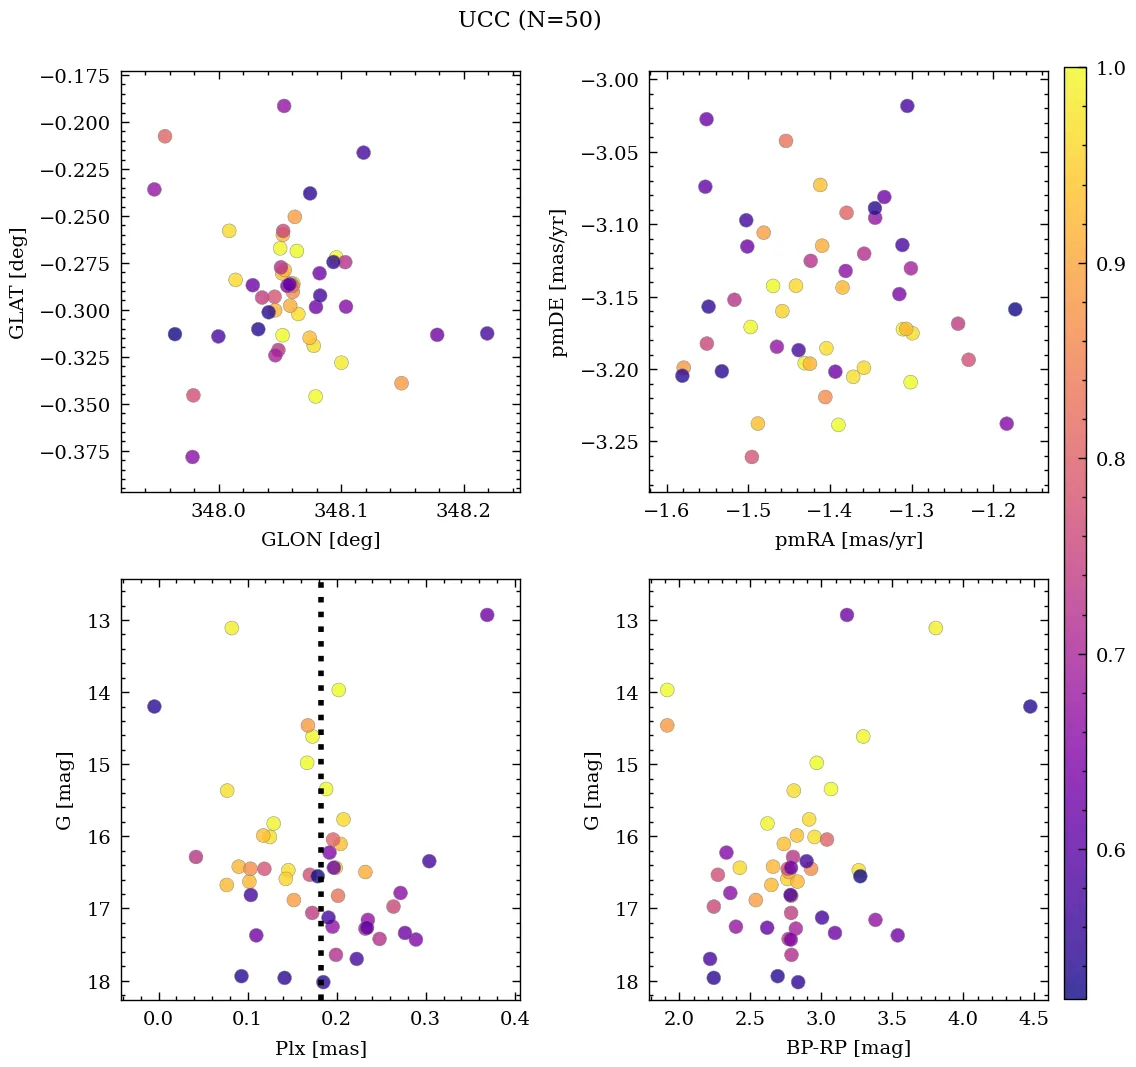 UCC (N=50)
−0.175
−0.200
−0.225
−0.250
−0.275
−0.300
−0.325
−0.350
−0.375
GLAT [deg]
348.0 348.1 348.2
GLON [deg]
−3.00
−3.05
−3.10
−3.15
−3.20
−3.25
pmDE [mas/yr]
−1.6 −1.5 −1.4 −1.3 −1.2
pmRA [mas/yr]
1.0
0.9
0.8
0.7
0.6
13
14
15
16
17
18
G [mag]
0.0 0.1 0.2 0.3 0.4
Plx [mas]
13
14
15
16
17
18
G [mag]
2.0 2.5 3.0 3.5 4.0 4.5
BP-RP [mag]